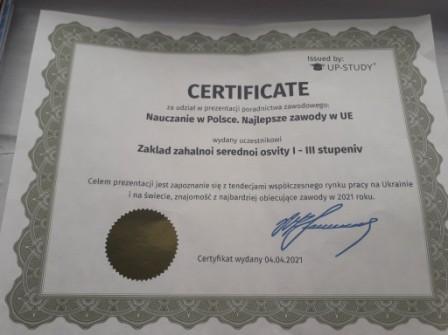 Issued by:
UP-STUDY®
CERTIFICATE
za udział w prezentacji poradnictwa zawodowego:
Nauczanie w Polsce. Najlepsze zawody w UE
wydany uczestnikowi
Zaklad zahalnoi serednoi osvity I – III stupeniv
Celem prezentacji jest zapoznanie się z tendencjami współczesnego rynku pracy na Ukrainie
i na świecie, znajomość z najbardziej obiecujące zawody w 2021 roku.
Certyfikat wydany 04.04.2021